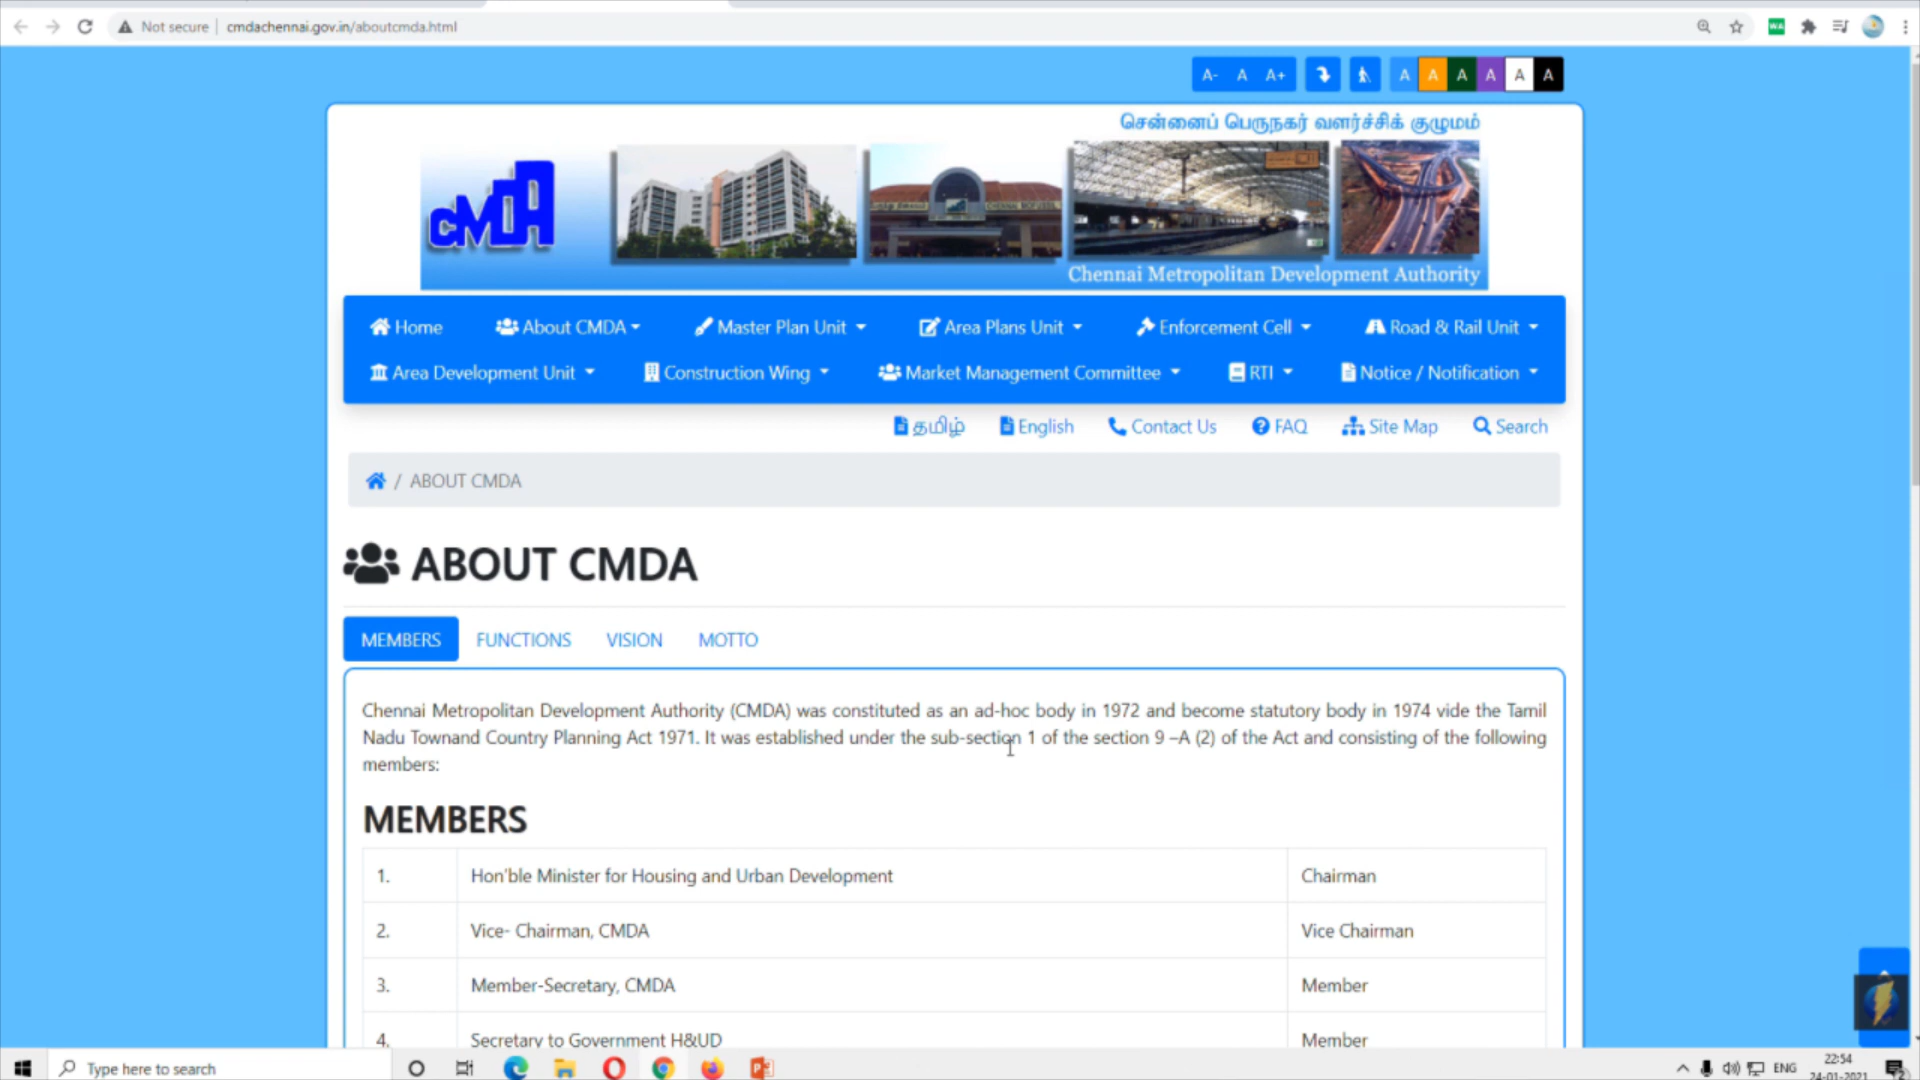 Not secure | cmdachennai.gov.in/aboutcmda.html
A- A A+ A A A A A A
சென்னைப் பெருநகர் வளர்ச்சிக் குழுமம்
CMDA
Chennai Metropolitan Development Authority
Home About CMDA Master Plan Unit Area Plans Unit Enforcement Cell Road & Rail Unit
Area Development Unit Construction Wing Market Management Committee RTI Notice / Notification
தமிழ் English Contact Us FAQ Site Map Search
/ ABOUT CMDA
ABOUT CMDA
MEMBERS FUNCTIONS VISION MOTTO
Chennai Metropolitan Development Authority (CMDA) was constituted as an ad-hoc body in 1972 and become statutory body in 1974 vide the Tamil
Nadu Townand Country Planning Act 1971. It was established under the sub-section 1 of the section 9 –A (2) of the Act and consisting of the following
members:
MEMBERS
1. Hon'ble Minister for Housing and Urban Development Chairman
2. Vice- Chairman, CMDA Vice Chairman
3. Member-Secretary, CMDA Member
4. Secretary to Government H&UD Member
Type here to search ENG 22:54
24-01-2021